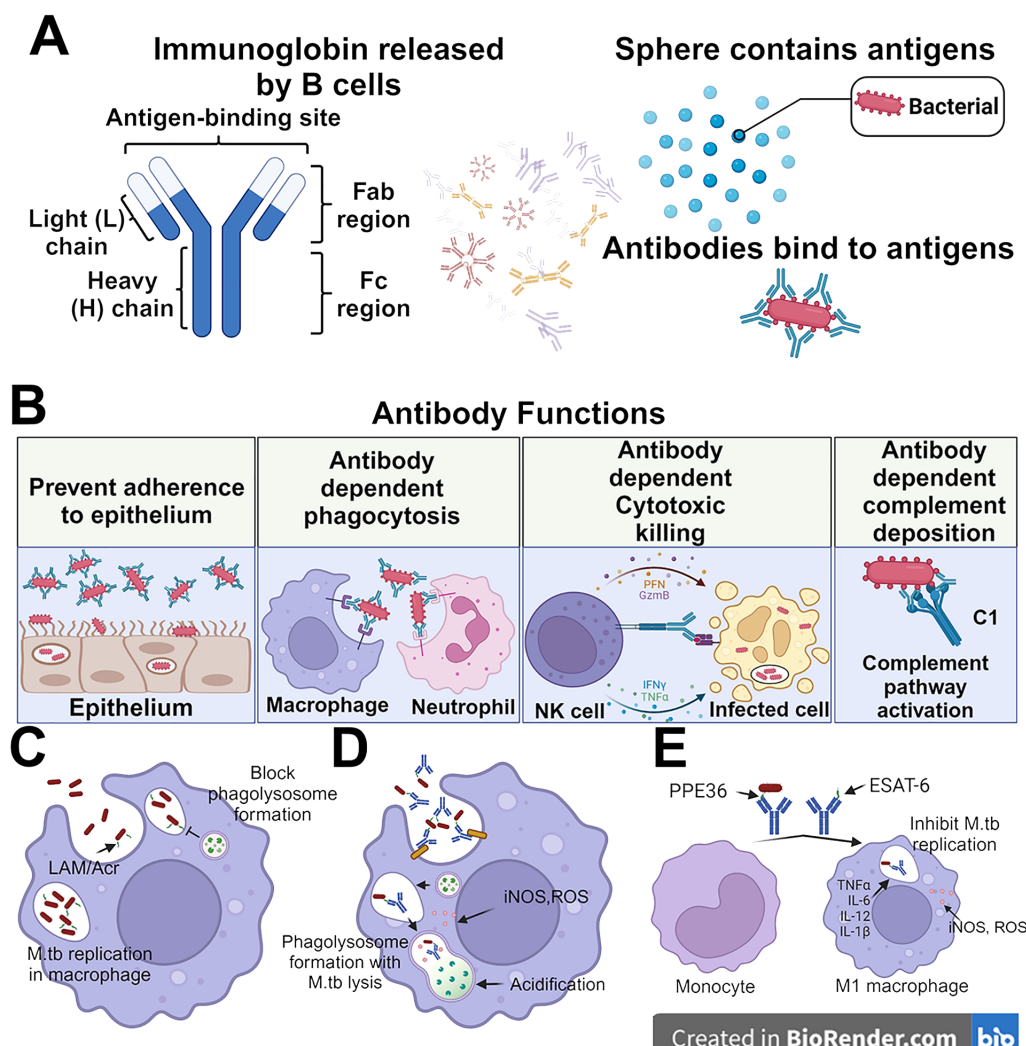 A
Immunoglobin released
by B cells
Antigen-binding site
Light (L)
chain
Heavy
(H) chain
Fab
region
Fc
region
Sphere contains antigens
Bacterial
Antibodies bind to antigens
B
Antibody Functions
Prevent adherence
to epithelium
Antibody
dependent
phagocytosis
Antibody
dependent
Cytotoxic
killing
Antibody
dependent
complement
deposition
Epithelium
Macrophage
Neutrophil
PFN
GzmB
IFNγ
TNFα
NK cell
Infected cell
C1
Complement
pathway
activation
C
Block
phagolysosome
formation
LAM/Acr
M.tb replication
in macrophage
D
iNOS,ROS
Phagolysosome
formation with
M.tb lysis
Acidification
E
PPE36
ESAT-6
Inhibit M.tb
replication
TNFα
IL-6
IL-12
IL-1β
iNOS, ROS
Monocyte
M1 macrophage
Created in BioRender.com
bio